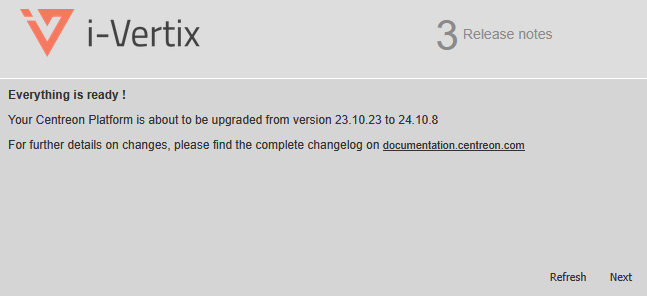 i-Vertix
3 Release notes
Everything is ready !
Your Centreon Platform is about to be upgraded from version 23.10.23 to 24.10.8
For further details on changes, please find the complete changelog on documentation.centreon.com
Refresh Next